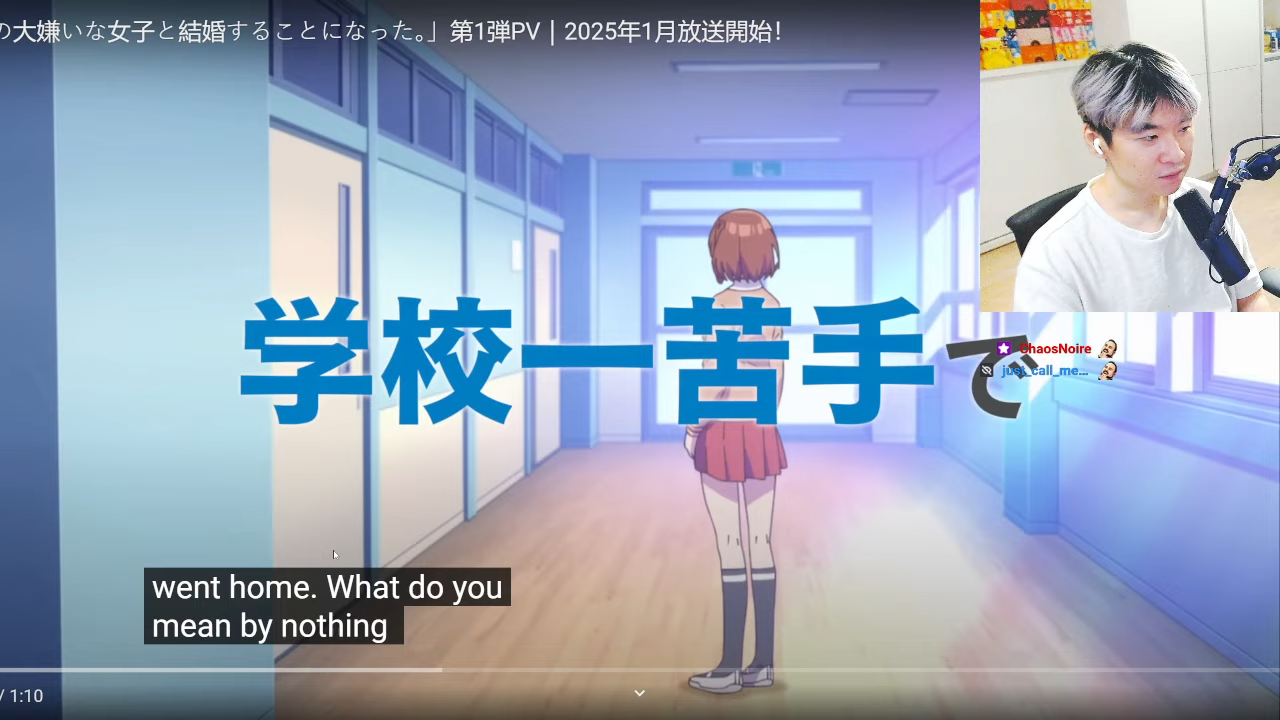 の大嫌いな女子と結婚することになった。」第1弾PV｜2025年1月放送開始！
学校一苦手で
ChaosNoire
just_call_me…
went home. What do you
mean by nothing
/ 1:10